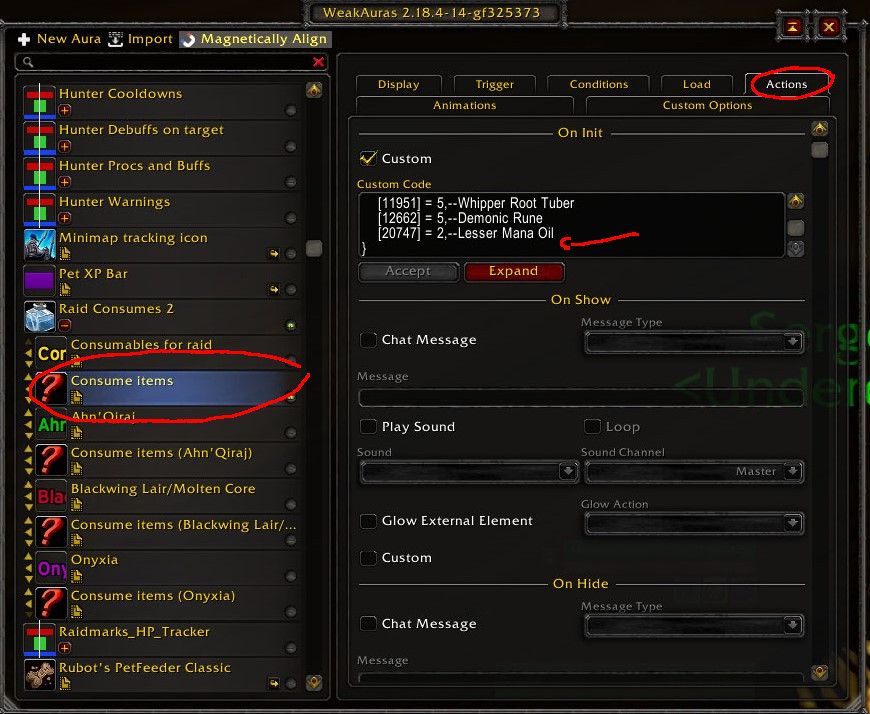 WeakAuras 2.18.4-14-gf325373
New Aura Import Magnetically Align
Hunter Cooldowns
Hunter Debuffs on target
Hunter Procs and Buffs
Hunter Warnings
Minimap tracking icon
Pet XP Bar
Raid Consumes 2
Con
Consumables for raid
Consume items
Ahn
Ahn'Qiraj
Consume items (Ahn'Qiraj)
Bla
Blackwing Lair/Molten Core
Consume items (Blackwing Lair/...
Ony
Onyxia
Consume items (Onyxia)
Raidmarks_HP_Tracker
Rubot's PetFeeder Classic
Display Trigger Conditions Load Actions
Animations Custom Options
On Init
Custom
Custom Code
[11951] = 5,--Whipper Root Tuber
[12662] = 5,--Demonic Rune
[20747] = 2,--Lesser Mana Oil
}
Accept Expand
On Show
Chat Message
Message Type
Message
Play Sound Loop
Sound Sound Channel
Master
Glow External Element
Glow Action
Custom
On Hide
Chat Message
Message Type
Message